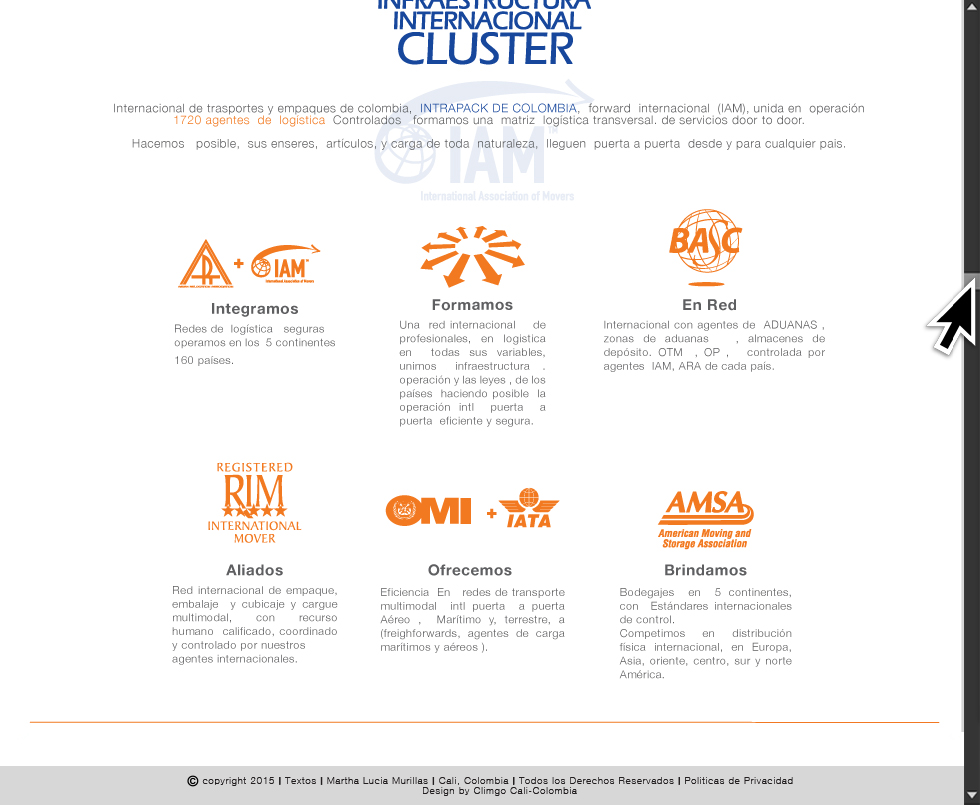 INFRAESTRUCTURA
INTERNACIONAL
CLUSTER
Internacional de trasportes y empaques de colombia, INTRAPACK DE COLOMBIA, forward internacional (IAM), unida en operación
1720 agentes de logística Controlados formamos una matriz logística transversal. de servicios door to door.
Hacemos posible, sus enseres, artículos, y carga de toda naturaleza, lleguen puerta a puerta desde y para cualquier pais.
IAM™
International Association of Movers
+ IAM
International Association of Movers
Integramos
Redes de logística seguras
operamos en los 5 continentes
160 países.
Formamos
Una red internacional de
profesionales, en logistica
en todas sus variables,
unimos infraestructura .
operación y las leyes , de los
países haciendo posible la
operación intl puerta a
puerta eficiente y segura.
BASC
En Red
Internacional con agentes de ADUANAS ,
zonas de aduanas , almacenes de
depósito. OTM , OP , controlada por
agentes IAM, ARA de cada país.
REGISTERED
RIM
INTERNATIONAL
MOVER
Aliados
Red internacional de empaque,
embalaje y cubicaje y cargue
multimodal, con recurso
humano calificado, coordinado
y controlado por nuestros
agentes internacionales.
OMI + IATA
Ofrecemos
Eficiencia En redes de transporte
multimodal intl puerta a puerta
Aéreo , Marítimo y, terrestre, a
(freighforwards, agentes de carga
marítimos y aéreos ).
AMSA
American Moving and
Storage Association
Brindamos
Bodegajes en 5 continentes,
con Estándares internacionales
de control.
Competimos en distribución
física internacional, en Europa,
Asia, oriente, centro, sur y norte
América.
© copyright 2015 | Textos | Martha Lucia Murillas | Cali, Colombia | Todos los Derechos Reservados | Politicas de Privacidad
Design by Climgo Cali-Colombia